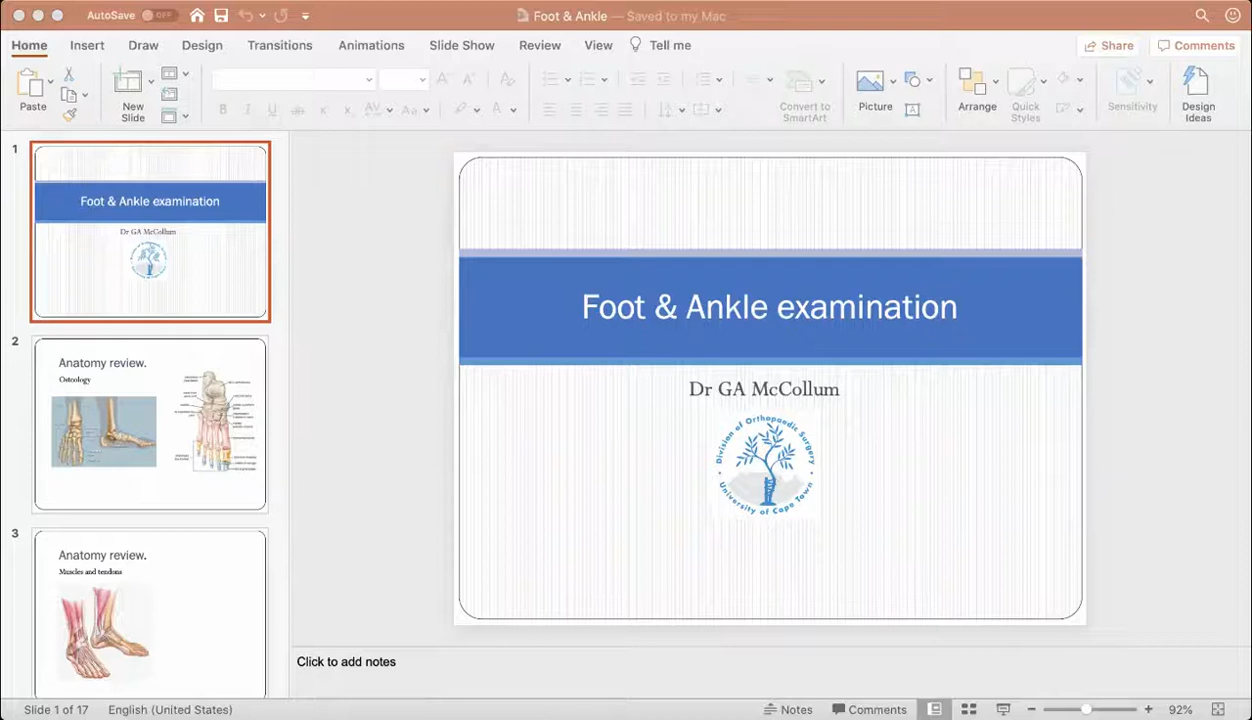 AutoSave OFF
Foot & Ankle — Saved to my Mac
Home Insert Draw Design Transitions Animations Slide Show Review View Tell me
Share Comments
Paste
New
Slide
Convert to
SmartArt
Picture
Arrange
Quick
Styles
Sensitivity
Design
Ideas
1
Foot & Ankle examination
Dr GA McCollum
2
Anatomy review.
Osteology
3
Anatomy review.
Muscles and tendons
Foot & Ankle examination
Dr GA McCollum
Division of Orthopaedic Surgery
University of Cape Town
Click to add notes
Slide 1 of 17 English (United States) Notes Comments 92%